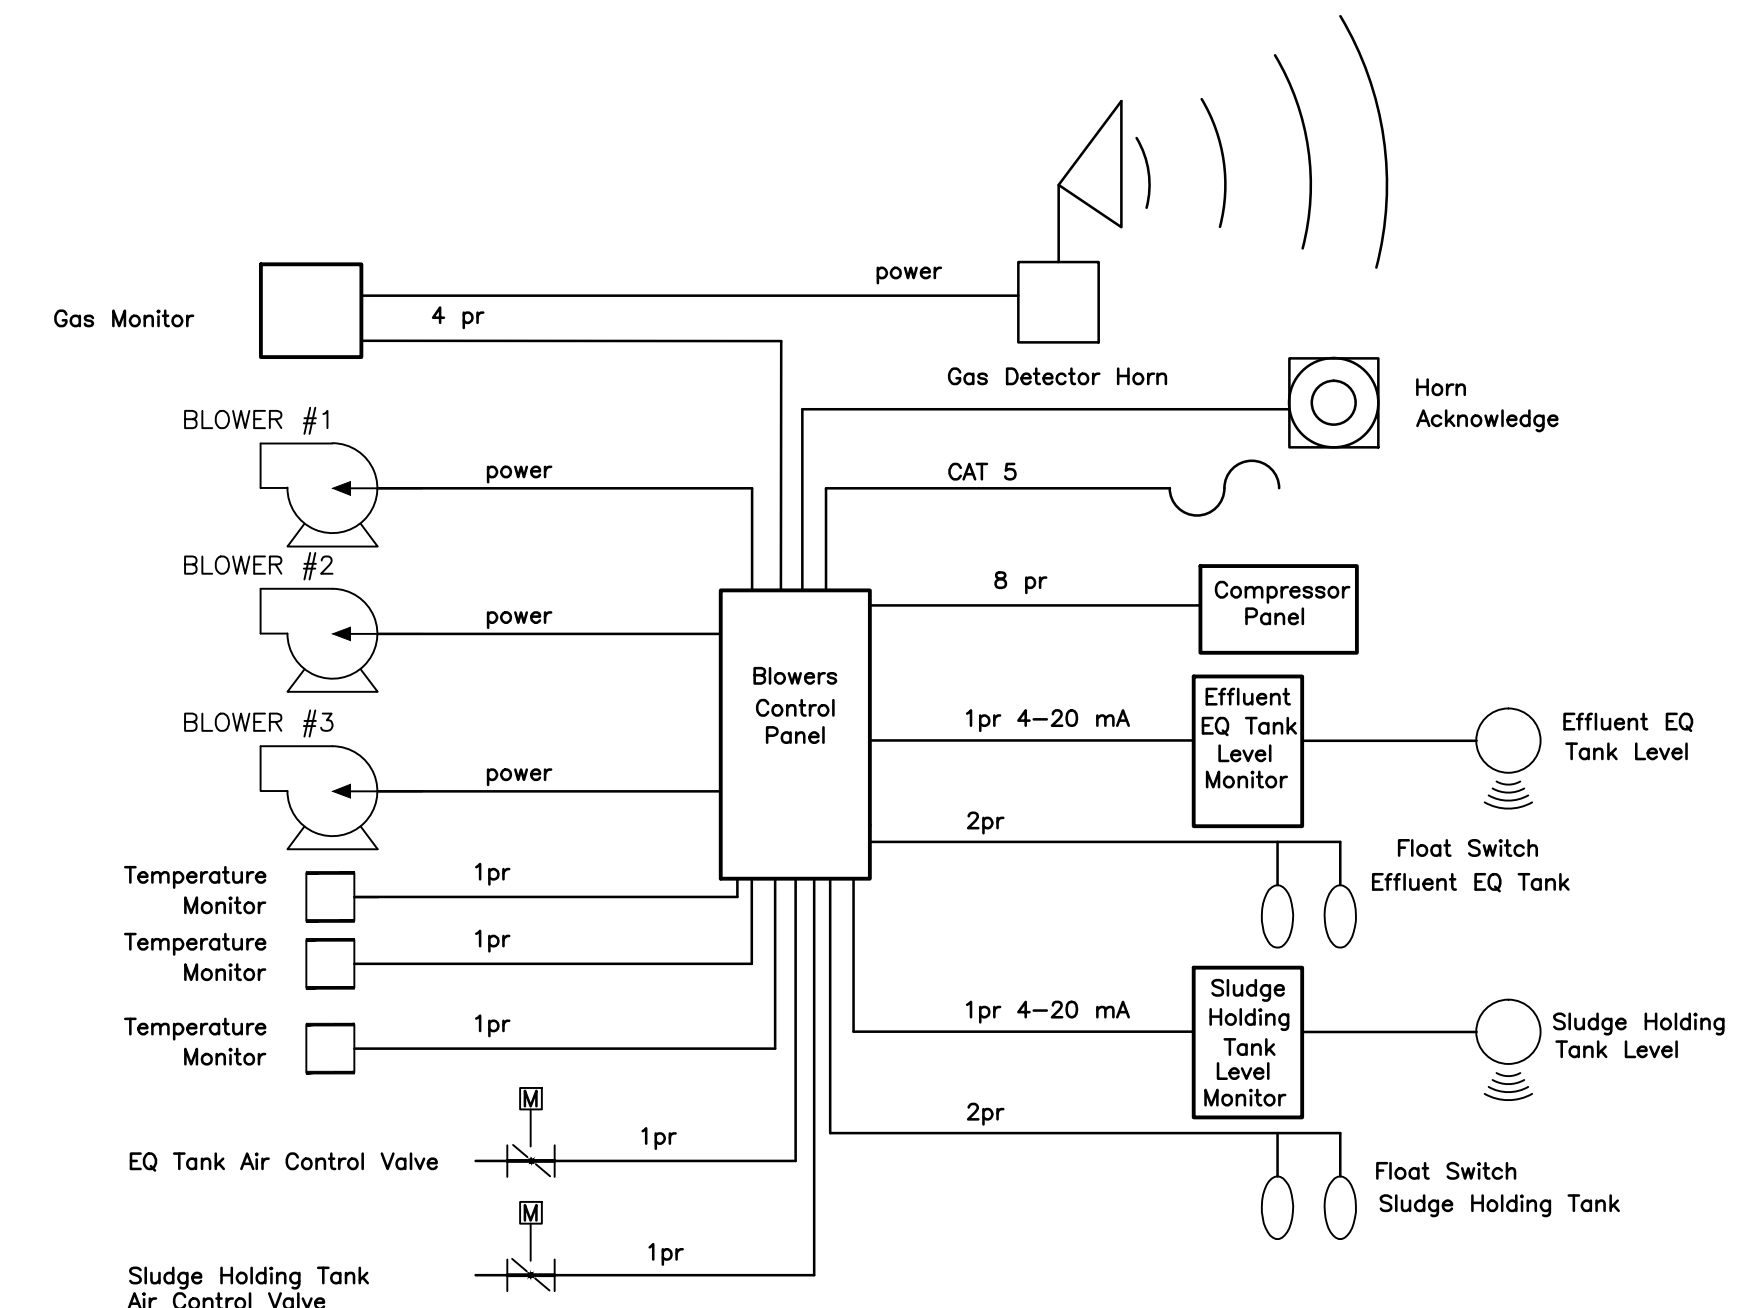 power
Gas Monitor
4 pr
Gas Detector Horn
Horn
Acknowledge
BLOWER #1
power
CAT 5
BLOWER #2
power
8 pr
Compressor
Panel
Blowers
Control
Panel
BLOWER #3
power
1pr 4-20 mA
Effluent
EQ Tank
Level
Monitor
Effluent EQ
Tank Level
2pr
Float Switch
Effluent EQ Tank
Temperature
Monitor
1pr
Temperature
Monitor
1pr
Temperature
Monitor
1pr
1pr 4-20 mA
Sludge
Holding
Tank
Level
Monitor
Sludge Holding
Tank Level
M
EQ Tank Air Control Valve
1pr
2pr
Float Switch
Sludge Holding Tank
M
1pr
Sludge Holding Tank
Air Control Valve